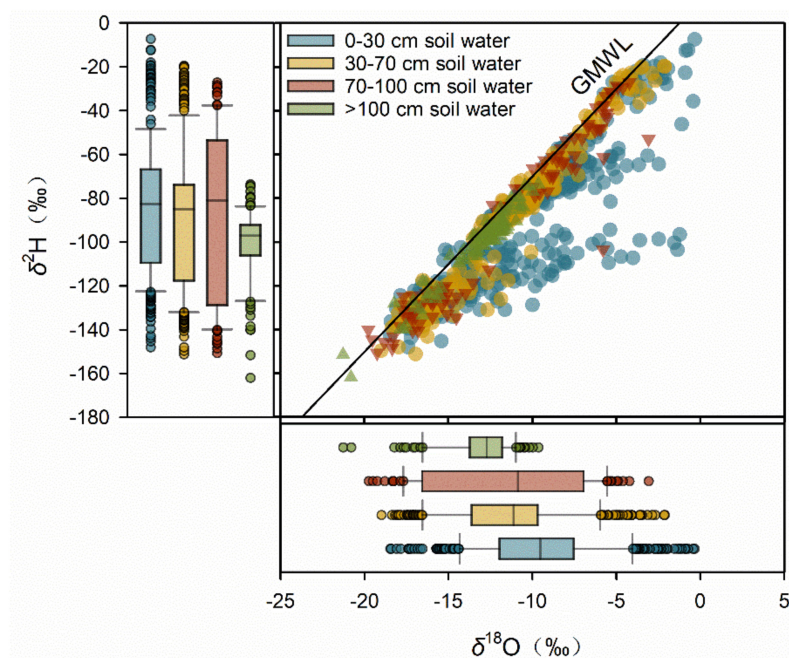 0
-20
-40
-60
-80
-100
-120
-140
-160
-180
δ²H（‰）
0-30 cm soil water
30-70 cm soil water
70-100 cm soil water
>100 cm soil water
GMWL
-25 -20 -15 -10 -5 0 5
δ¹⁸O（‰）